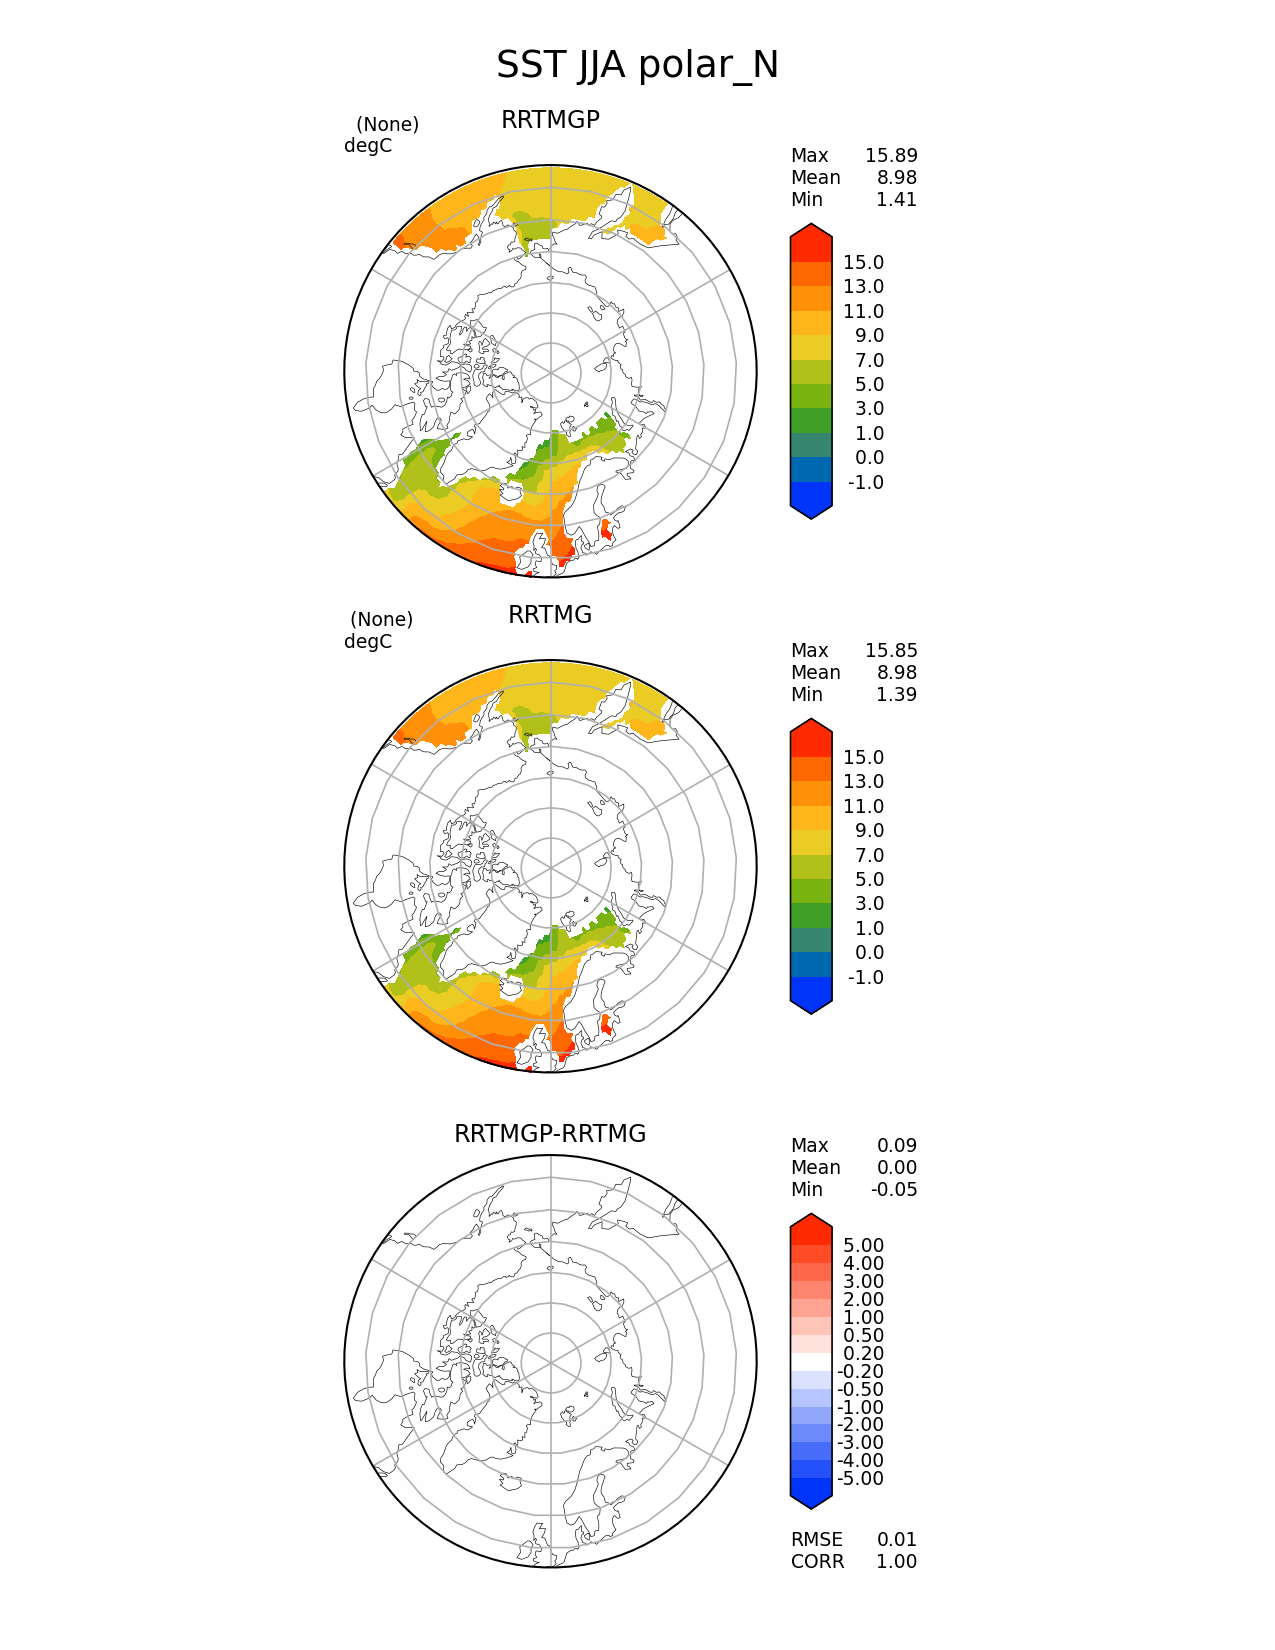 SST JJA polar_N
(None)
RRTMGP
degC
Max 15.89
Mean 8.98
Min 1.41
15.0
13.0
11.0
9.0
7.0
5.0
3.0
1.0
0.0
-1.0
(None)
RRTMG
degC
Max 15.85
Mean 8.98
Min 1.39
15.0
13.0
11.0
9.0
7.0
5.0
3.0
1.0
0.0
-1.0
RRTMGP-RRTMG
Max 0.09
Mean 0.00
Min -0.05
5.00
4.00
3.00
2.00
1.00
0.50
0.20
-0.20
-0.50
-1.00
-2.00
-3.00
-4.00
-5.00
RMSE 0.01
CORR 1.00